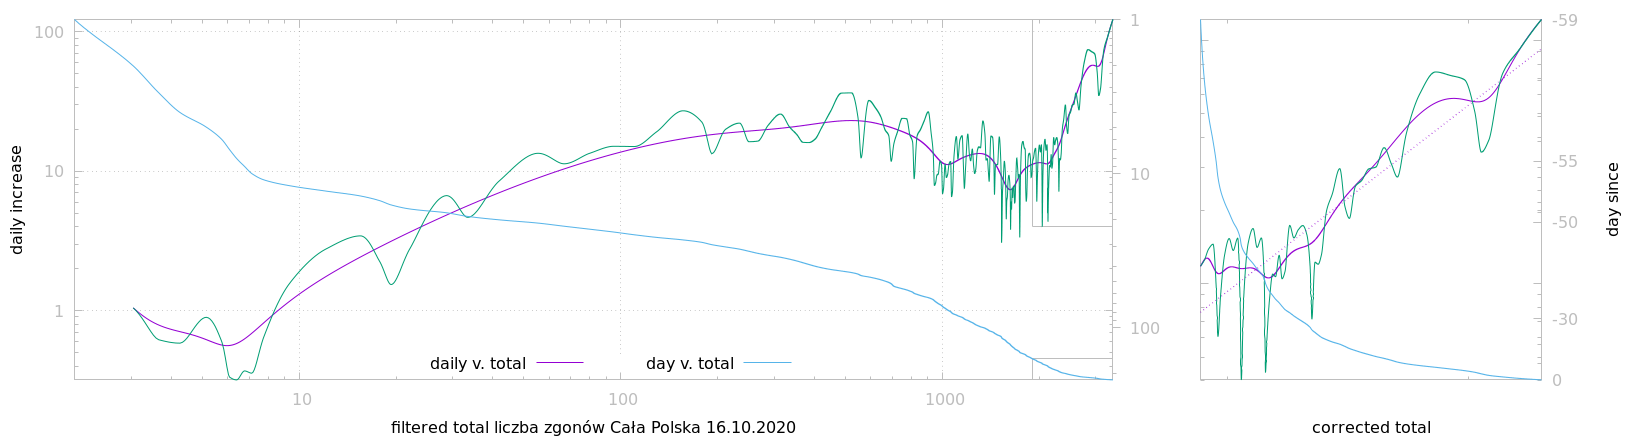 100
10
1
daily increase
daily v. total
day v. total
10
100
1000
filtered total liczba zgonów Cała Polska 16.10.2020
1
10
100
-59
-55
-50
-30
0
day since
corrected total